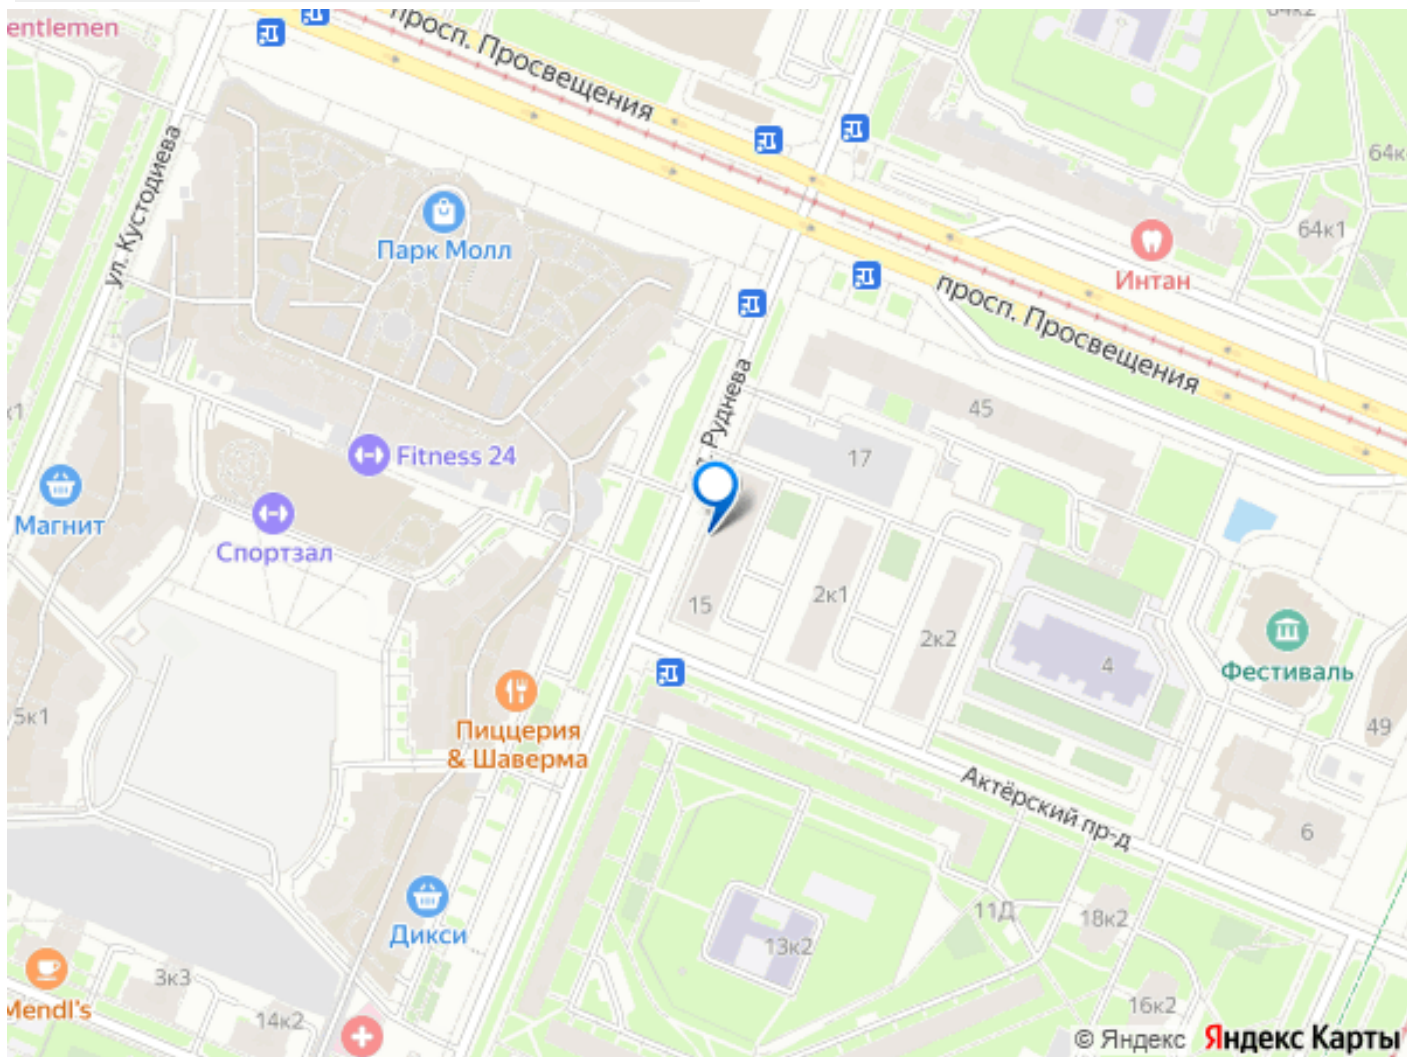 entlemen
просп. Просвещения
64к2
ул. Кустодиева
64к
Парк Молл
64к1
Интан
просп. Просвещения
к1
Руднева
45
Fitness 24
17
Магнит
Спортзал
15
2к1
2к2
4
Фестиваль
5к1
Пиццерия
& Шаверма
49
Актёрский пр-д
6
Дикси
11Д
18к2
13к2
3к3
Mendl's
14к2
16к2
© Яндекс Яндекс Карты